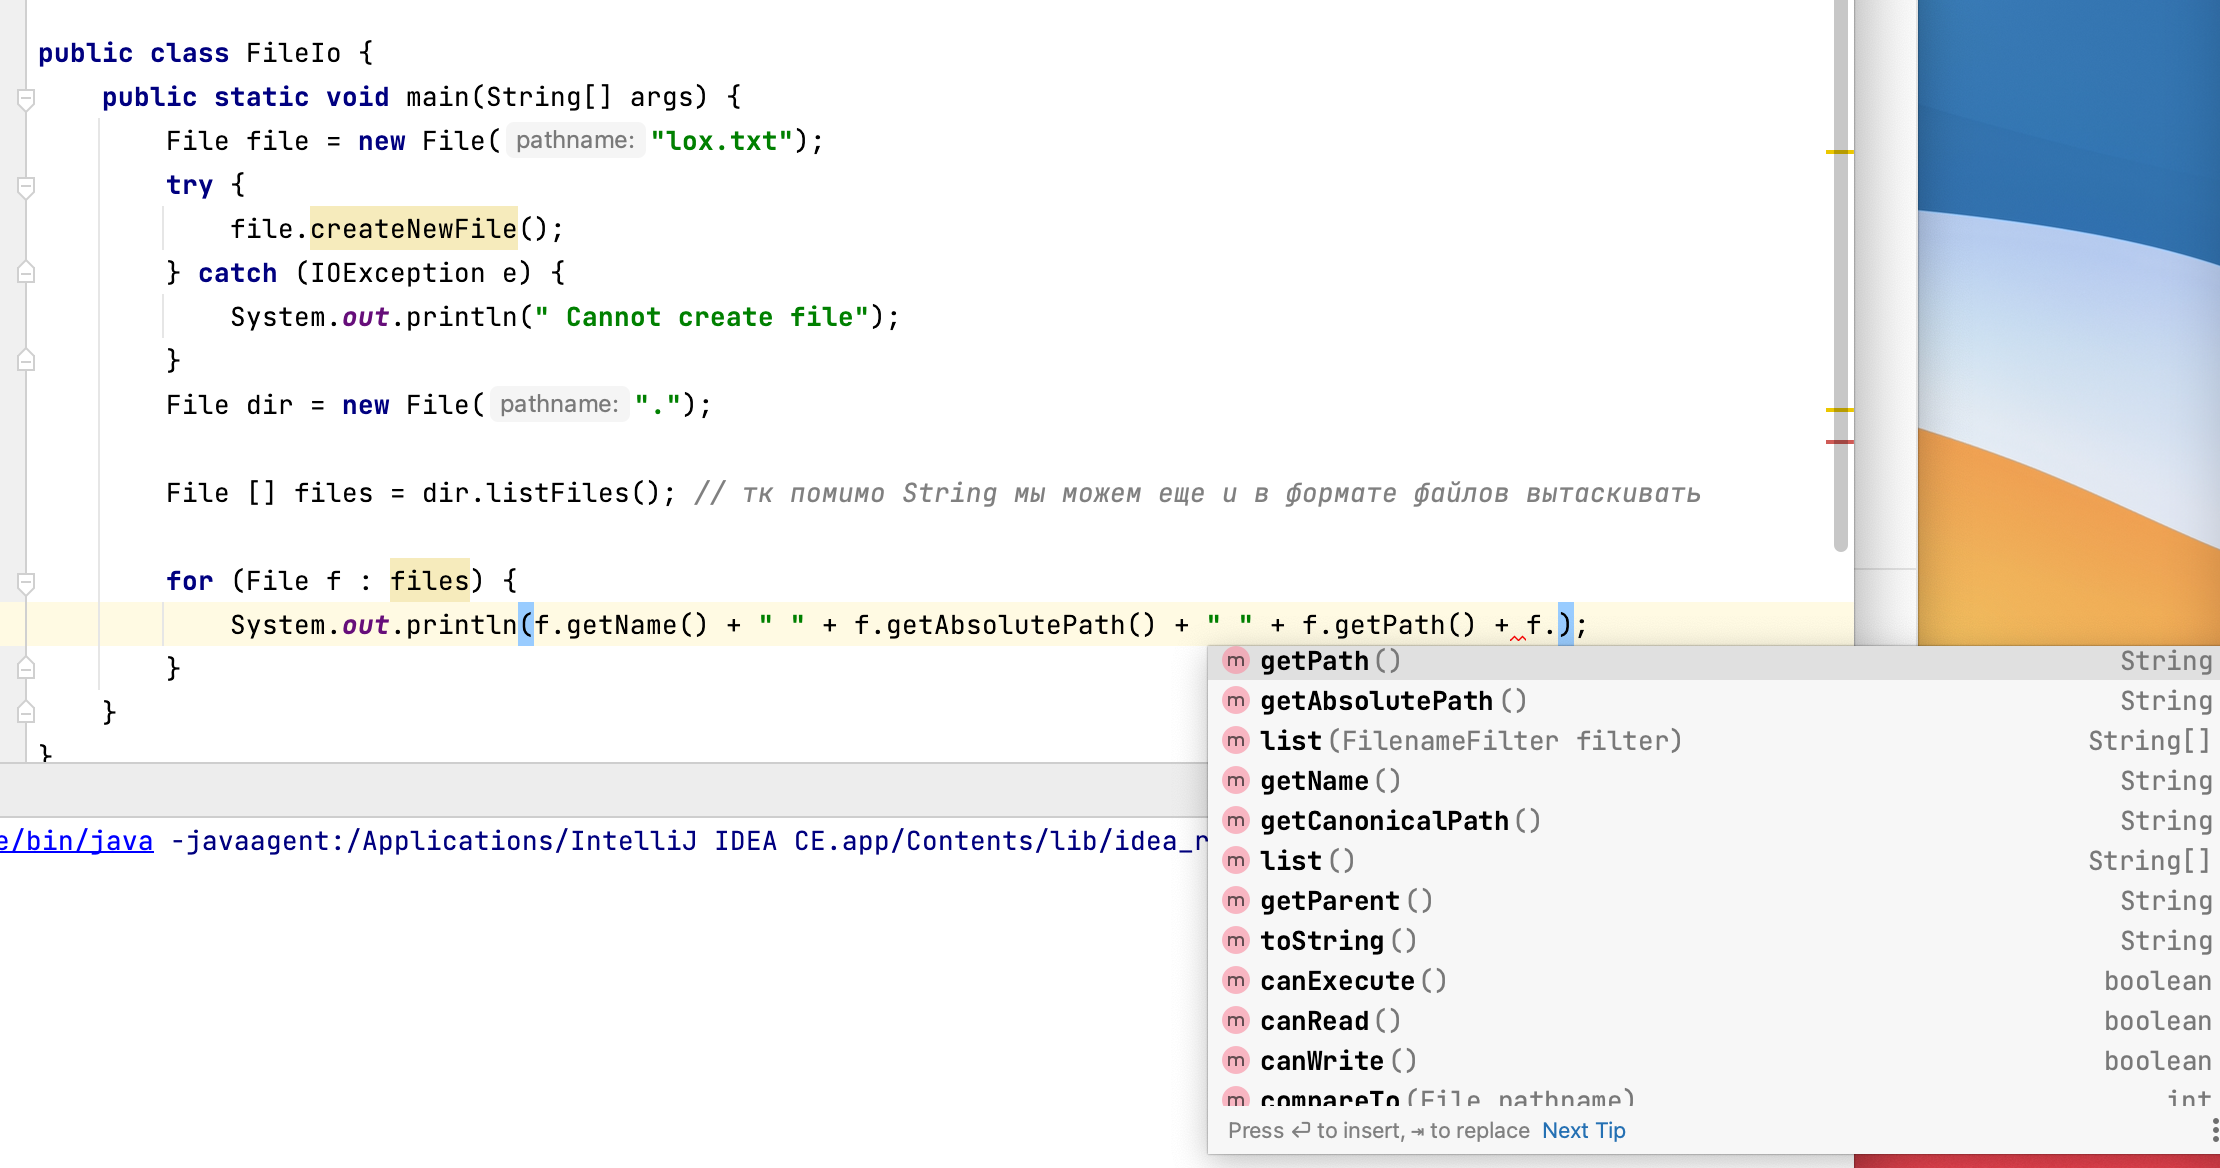 public class FileIo {
public static void main(String[] args) {
File file = new File( pathname: "lox.txt");
try {
file.createNewFile();
} catch (IOException e) {
System.out.println(" Cannot create file");
}
File dir = new File( pathname: ".");
File [] files = dir.listFiles(); // тк помимо String мы можем еще и в формате файлов вытаскивать
for (File f : files) {
System.out.println(f.getName() + " " + f.getAbsolutePath() + " " + f.getPath() + f.);
}
}
}
getPath() String
getAbsolutePath() String
list(FilenameFilter filter) String[]
getName() String
getCanonicalPath() String
list() String[]
getParent() String
toString() String
canExecute() boolean
canRead() boolean
canWrite() boolean
compareTo(File pathname) int
Press ↩ to insert, ⇥ to replace Next Tip
e/bin/java -javaagent:/Applications/IntelliJ IDEA CE.app/Contents/lib/idea_r